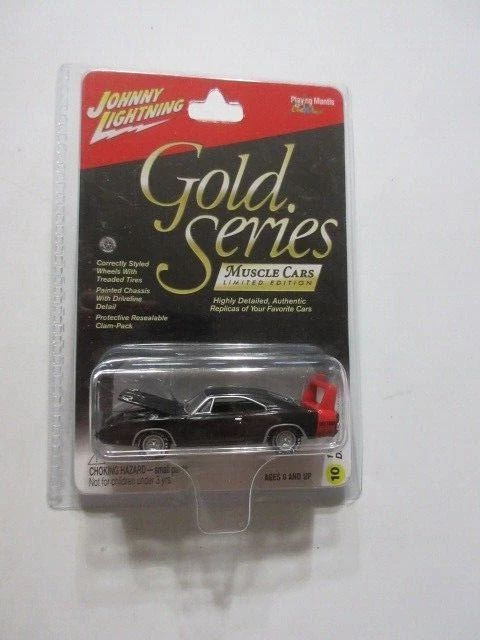 JOHNNY
LIGHTNING
Playing Mantis
Gold
Series
MUSCLE CARS
LIMITED EDITION
Correctly Styled
Wheels With
Treaded Tires
Painted Chassis
With Driveline
Detail
Protective Resealable
Clam-Pack
Highly Detailed, Authentic
Replicas of Your Favorite Cars
CHOKING HAZARD — small
Not for children under 3 yrs
AGES 8 AND UP
10